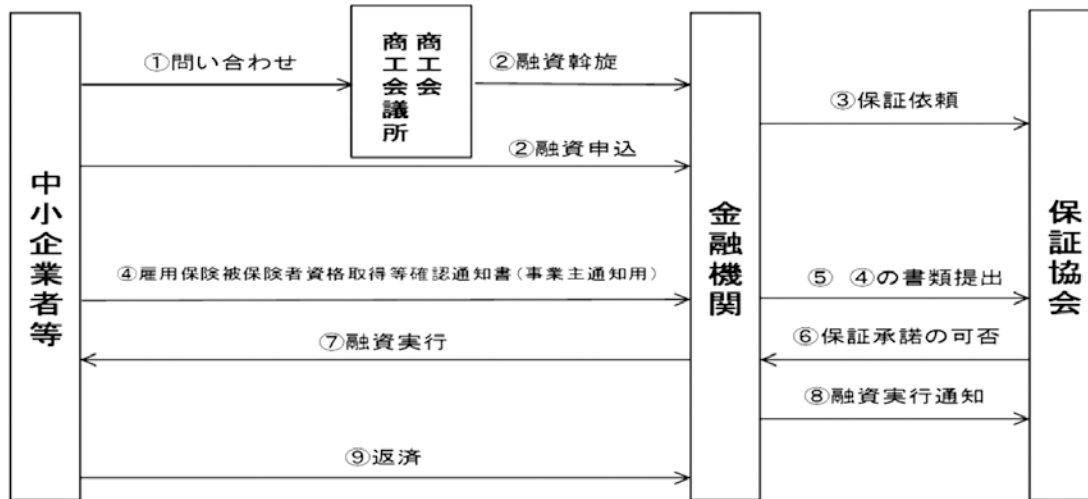 商工会
商工会議所
①問い合わせ
②融資斡旋
③保証依頼
②融資申込
中小企業者等
金融機関
保証協会
④雇用保険被保険者資格取得等確認通知書(事業主通知用)
⑤ ④の書類提出
⑥保証承諾の可否
⑦融資実行
⑧融資実行通知
⑨返済